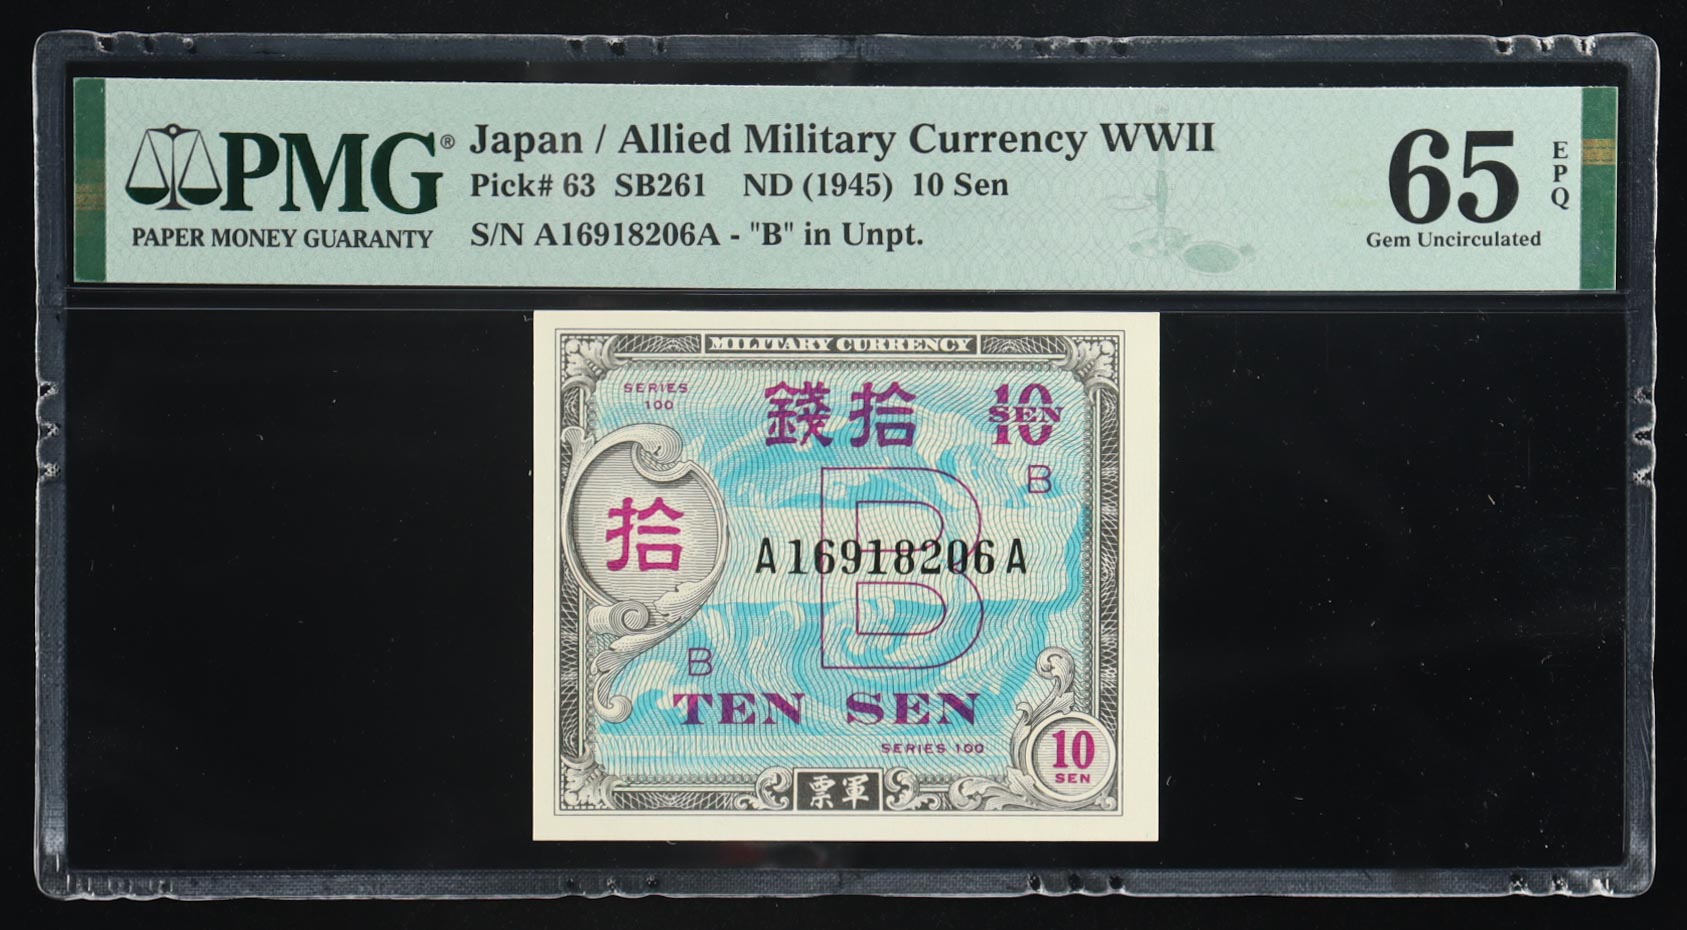 PMG®
PAPER MONEY GUARANTY
Japan / Allied Military Currency WWII
Pick# 63 SB261 ND (1945) 10 Sen
S/N A16918206A - "B" in Unpt.
65
EPQ
Gem Uncirculated
MILITARY CURRENCY
SERIES
100
錢拾
10
SEN
B
B
拾
A16918206A
B
TEN SEN
SERIES 100
10
SEN
票軍